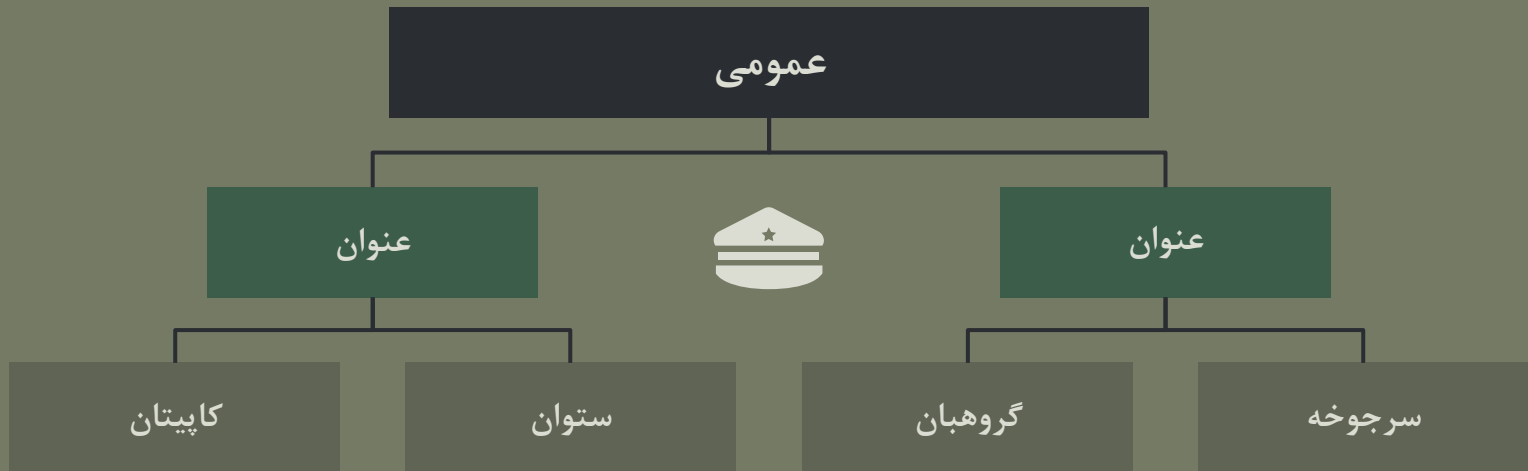 عمومی
عنوان
عنوان
سرجوخه
گروهبان
ستوان
کاپیتان